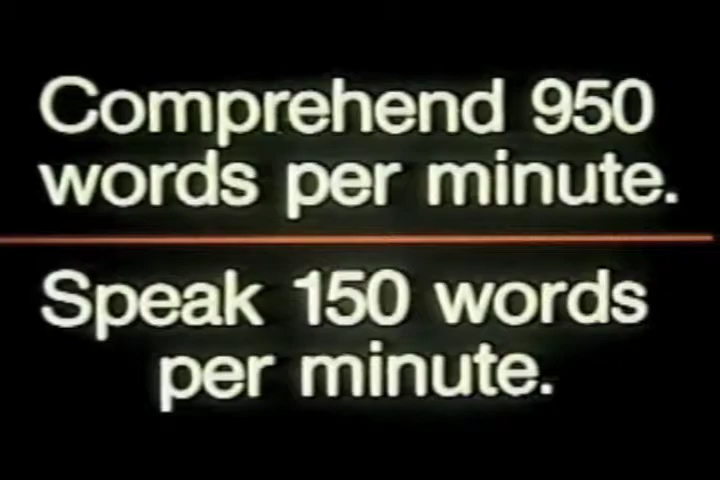 Comprehend 950
words per minute.
Speak 150 words
per minute.